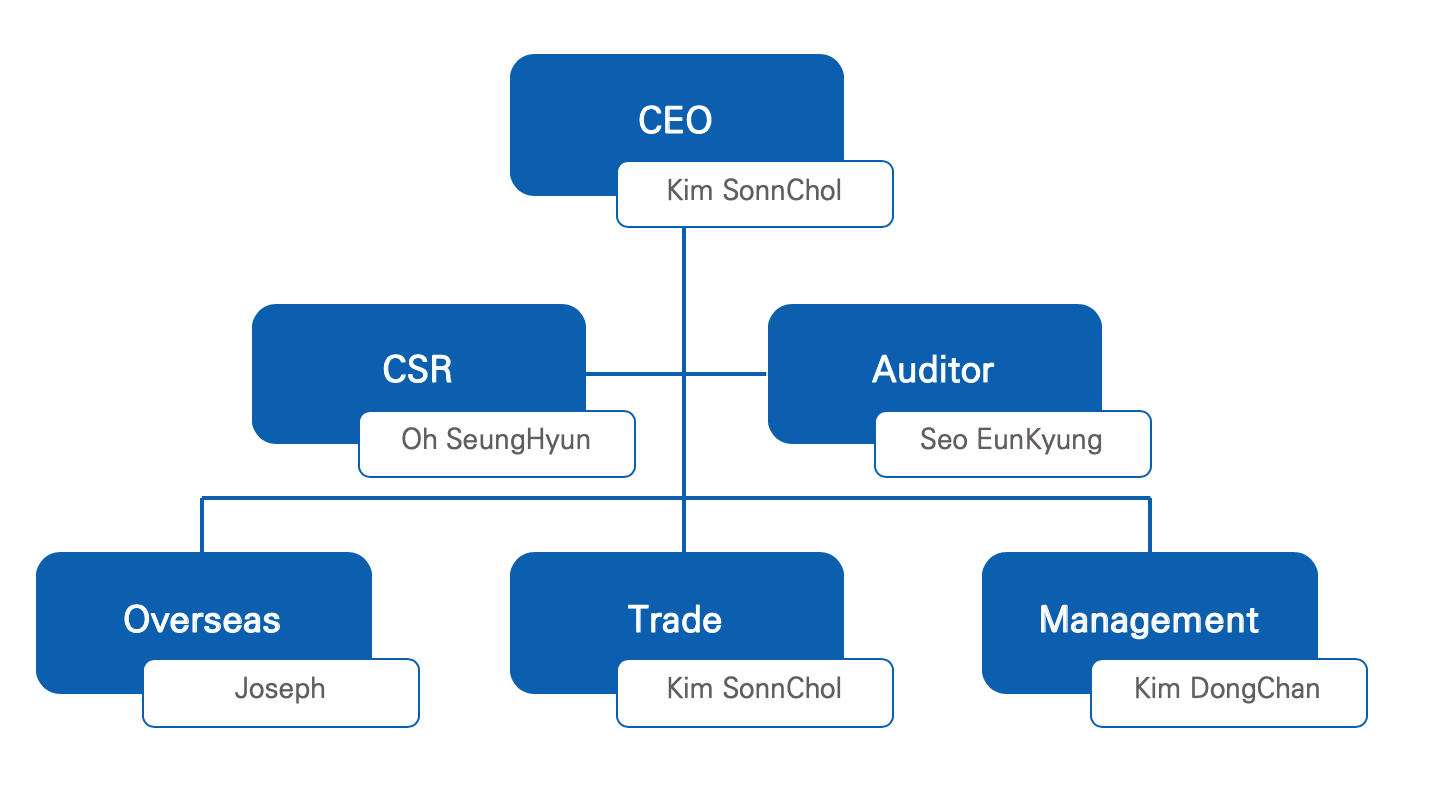 CEO
Kim SonnChol
CSR
Oh SeungHyun
Auditor
Seo EunKyung
Overseas
Joseph
Trade
Kim SonnChol
Management
Kim DongChan